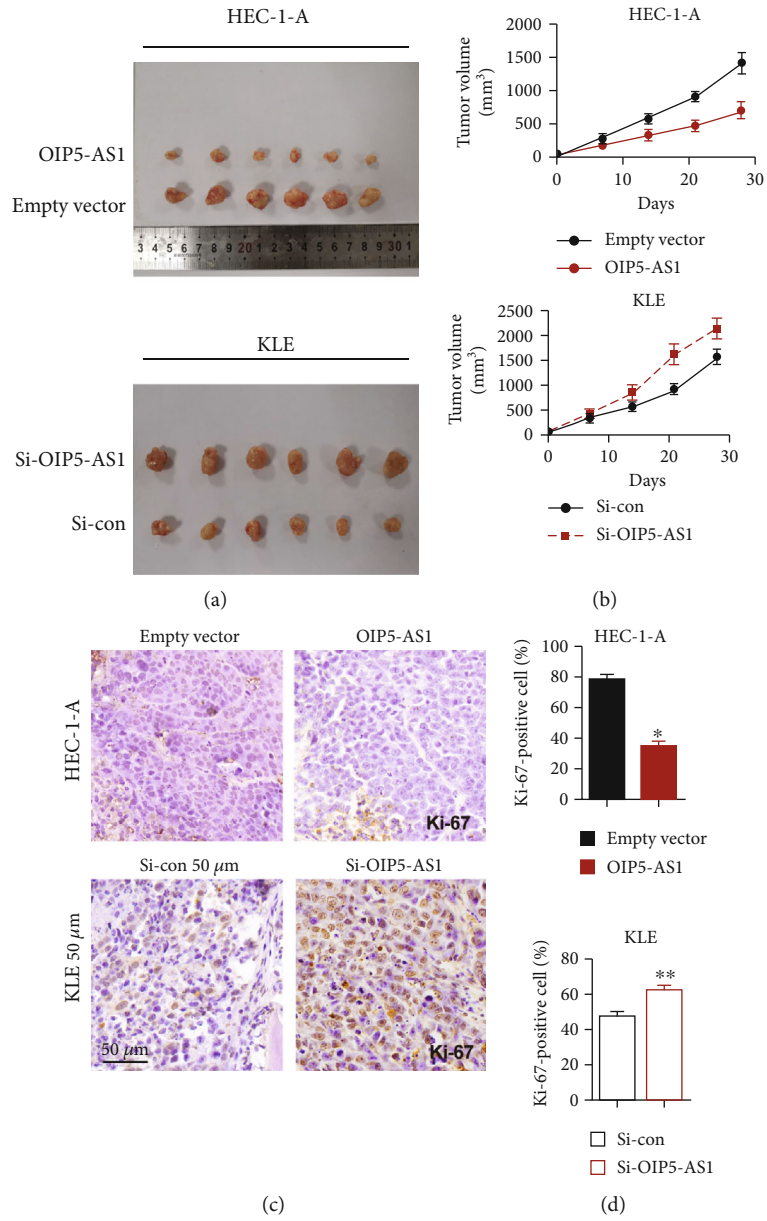 HEC-1-A
OIP5-AS1
Empty vector
3 4 5 6 7 8 9 20 1 2 3 4 5 6 7 8 9 30 1
KLE
Si-OIP5-AS1
Si-con
(a)
HEC-1-A
Tumor volume
(mm³)
2000
1500
1000
500
0
0 10 20 30
Days
Empty vector
OIP5-AS1
KLE
Tumor volume
(mm³)
2500
2000
1500
1000
500
0
0 10 20 30
Days
Si-con
Si-OIP5-AS1
(b)
Empty vector
OIP5-AS1
HEC-1-A
Ki-67
Si-con 50 μm
Si-OIP5-AS1
KLE 50 μm
50 μm
Ki-67
(c)
HEC-1-A
Ki-67-positive cell (%)
100
80
60
40
20
0
*
Empty vector
OIP5-AS1
KLE
Ki-67-positive cell (%)
80
60
40
20
0
**
Si-con
Si-OIP5-AS1
(d)